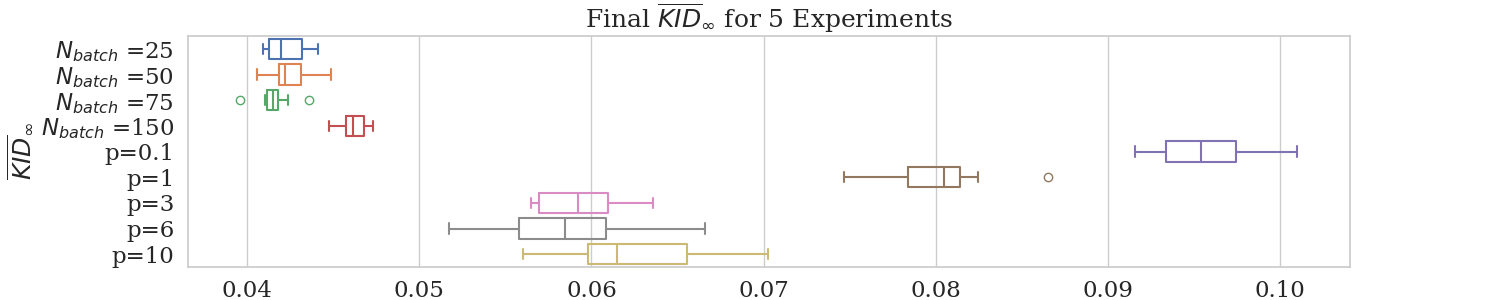 Final $\overline{KID}_\infty$ for 5 Experiments
$N_{batch}$ =25
$N_{batch}$ =50
$N_{batch}$ =75
$N_{batch}$ =150
p=0.1
p=1
p=3
p=6
p=10
$\overline{KID}_\infty$
0.04 0.05 0.06 0.07 0.08 0.09 0.10